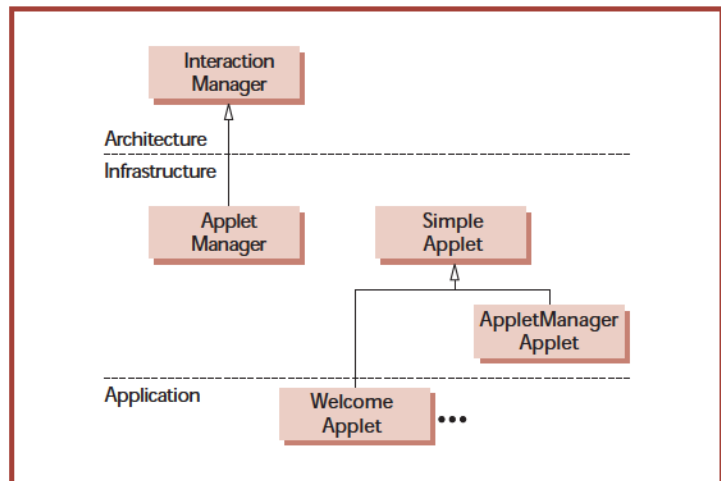 Interaction
Manager
Architecture
Infrastructure
Applet
Manager
Simple
Applet
AppletManager
Applet
Application
Welcome
Applet
•••